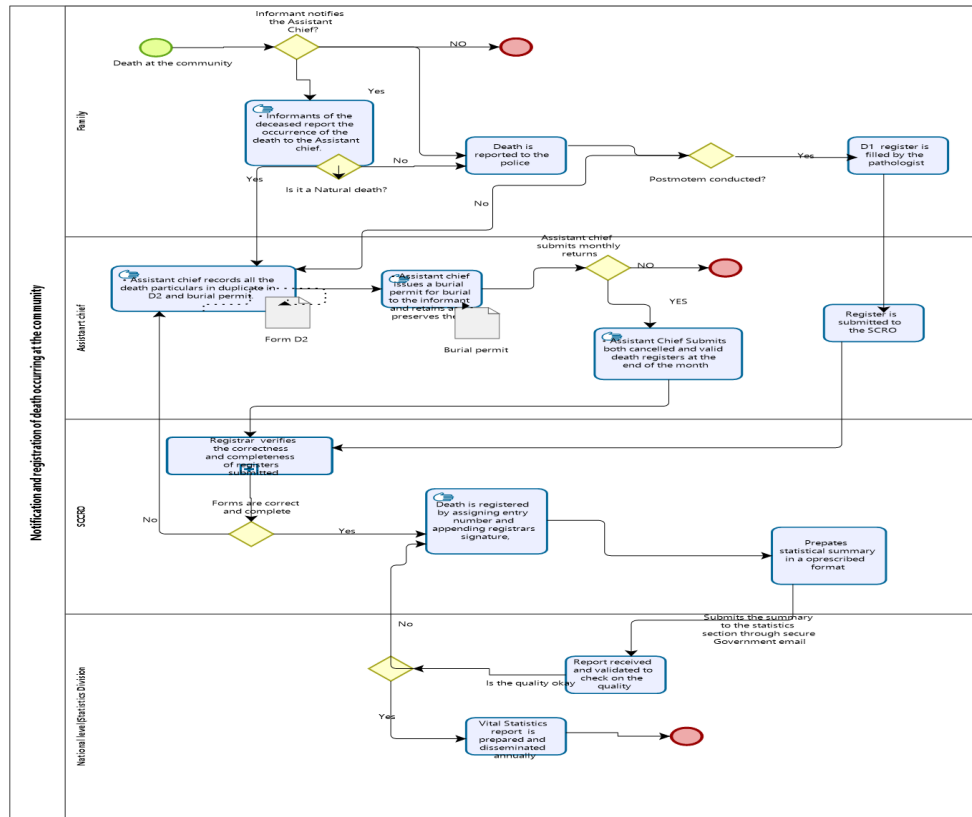 Notification and registration of death occurring at the community
Family
Informant notifies
the Assistant
Chief?
NO
Death at the community
Yes
• Informants of the
deceased report the
occurrence of the
death to the Assistant
chief.
No
Yes
Is it a Natural death?
Death is
reported to the
police
Yes
Postmotem conducted?
No
D1 register is
filled by the
pathologist
Assistant chief
• Assistant chief records all the
death particulars in duplicate in
D2 and burial permit
Form D2
• Assistant chief
issues a burial
permit for burial
to the informant
and retains a
preserves the
Burial permit
Assistant chief
submits monthly
returns
NO
YES
• Assistant Chief Submits
both cancelled and valid
death registers at the
end of the month
Register is
submitted to
the SCRO
SCCRO
Registrar verifies
the correctness
and completeness
of registers
submitted
Forms are correct
and complete
No
Yes
Death is registered
by assigning entry
number and
appending registrars
signature,
Prepates
statistical summary
in a oprescribed
format
National level|Statistics Division
Submits the summary
to the statistics
section through secure
Government email
No
Is the quality okay
Report received
and validated to
check on the
quality
Yes
Vital Statistics
report is
prepared and
disseminated
annually